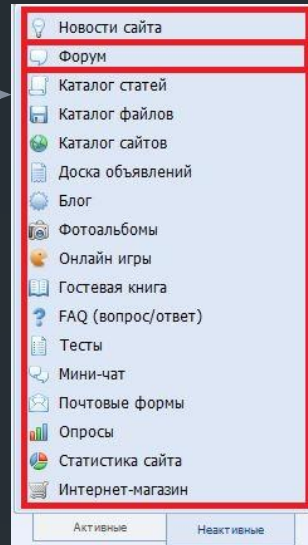 Новости сайта
Форум
Каталог статей
Каталог файлов
Каталог сайтов
Доска объявлений
Блог
Фотоальбомы
Онлайн игры
Гостевая книга
FAQ (вопрос/ответ)
Тесты
Мини-чат
Почтовые формы
Опросы
Статистика сайта
Интернет-магазин
Активные Неактивные